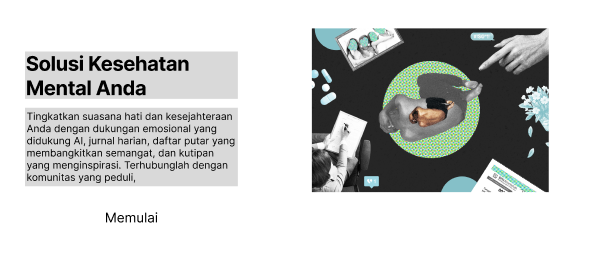 Solusi Kesehatan
Mental Anda
Tingkatkan suasana hati dan kesejahteraan
Anda dengan dukungan emosional yang
didukung AI, jurnal harian, daftar putar yang
membangkitkan semangat, dan kutipan
yang menginspirasi. Terhubunglah dengan
komunitas yang peduli,
Memulai